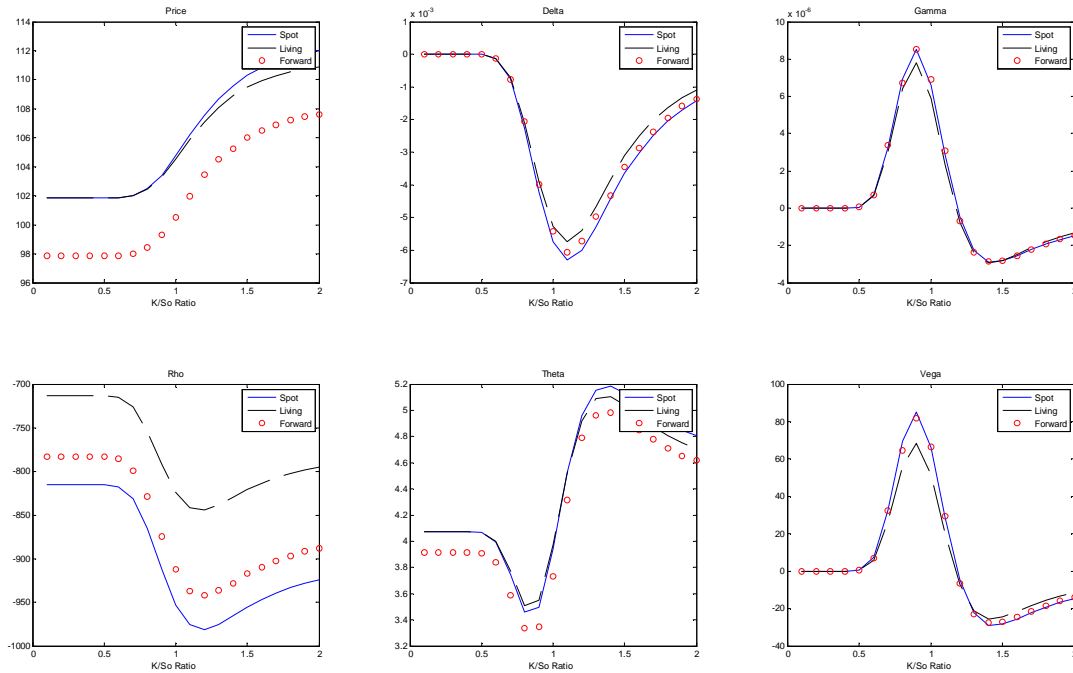 Price
114
112
110
108
106
104
102
100
98
96
0
0.5
1
1.5
2
K/So Ratio
Spot
Living
Forward
Delta
x 10^-3
1
0
-1
-2
-3
-4
-5
-6
-7
0
0.5
1
1.5
2
K/So Ratio
Spot
Living
Forward
Gamma
x 10^-6
10
8
6
4
2
0
-2
-4
0
0.5
1
1.5
2
K/So Ratio
Spot
Living
Forward
Rho
-700
-750
-800
-850
-900
-950
-1000
0
0.5
1
1.5
2
K/So Ratio
Spot
Living
Forward
Theta
5.2
5
4.8
4.6
4.4
4.2
4
3.8
3.6
3.4
3.2
0
0.5
1
1.5
2
K/So Ratio
Spot
Living
Forward
Vega
100
80
60
40
20
0
-20
-40
0
0.5
1
1.5
K/So Ratio
Spot
Living
Forward